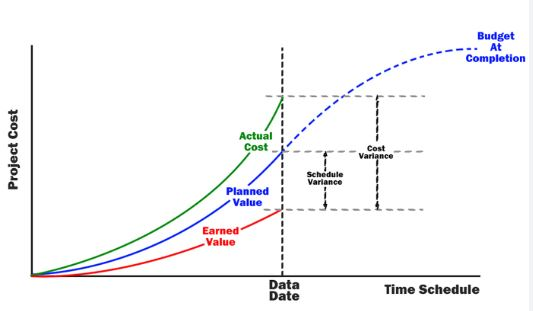 Budget
At
Completion
Project Cost
Actual
Cost
Cost
Variance
Schedule
Variance
Planned
Value
Earned
Value
Data
Date
Time Schedule